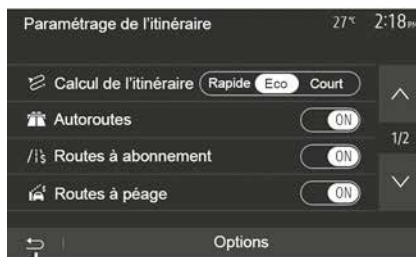 Paramétrage de l'itinéraire 27°C 2:18 PM
Calcul de l'itinéraire Rapide Eco Court
Autoroutes ON
1/2
Routes à abonnement ON
Routes à péage ON
Options